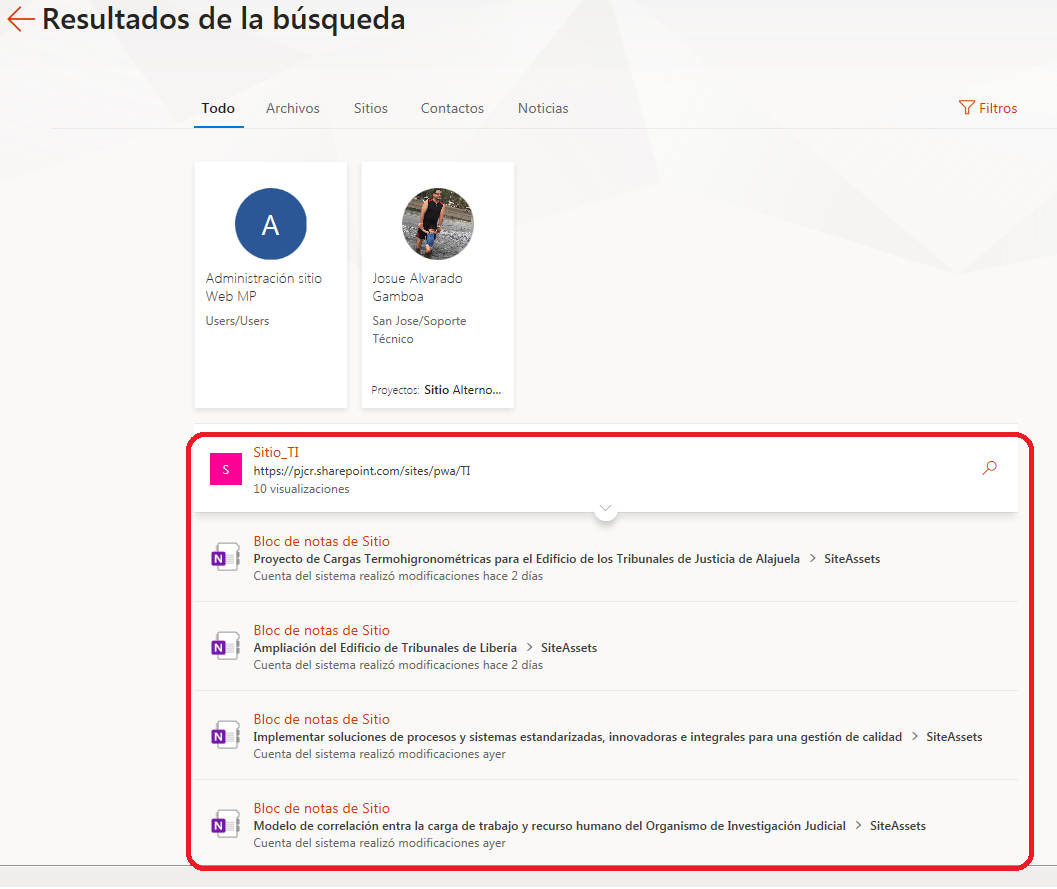 Resultados de la búsqueda
Todo
Archivos
Sitios
Contactos
Noticias
Filtros
A
Administración sitio
Web MP
Users/Users
Josue Alvarado
Gamboa
San Jose/Soporte
Técnico
Proyectos: Sitio Alterno...
S
Sitio_TI
https://pjcr.sharepoint.com/sites/pwa/TI
10 visualizaciones
N
Bloc de notas de Sitio
Proyecto de Cargas Termohigronométricas para el Edificio de los Tribunales de Justicia de Alajuela > SiteAssets
Cuenta del sistema realizó modificaciones hace 2 días
N
Bloc de notas de Sitio
Ampliación del Edificio de Tribunales de Liberia > SiteAssets
Cuenta del sistema realizó modificaciones hace 2 días
N
Bloc de notas de Sitio
Implementar soluciones de procesos y sistemas estandarizadas, innovadoras e integrales para una gestión de calidad > SiteAssets
Cuenta del sistema realizó modificaciones ayer
N
Bloc de notas de Sitio
Modelo de correlación entra la carga de trabajo y recurso humano del Organismo de Investigación Judicial > SiteAssets
Cuenta del sistema realizó modificaciones ayer